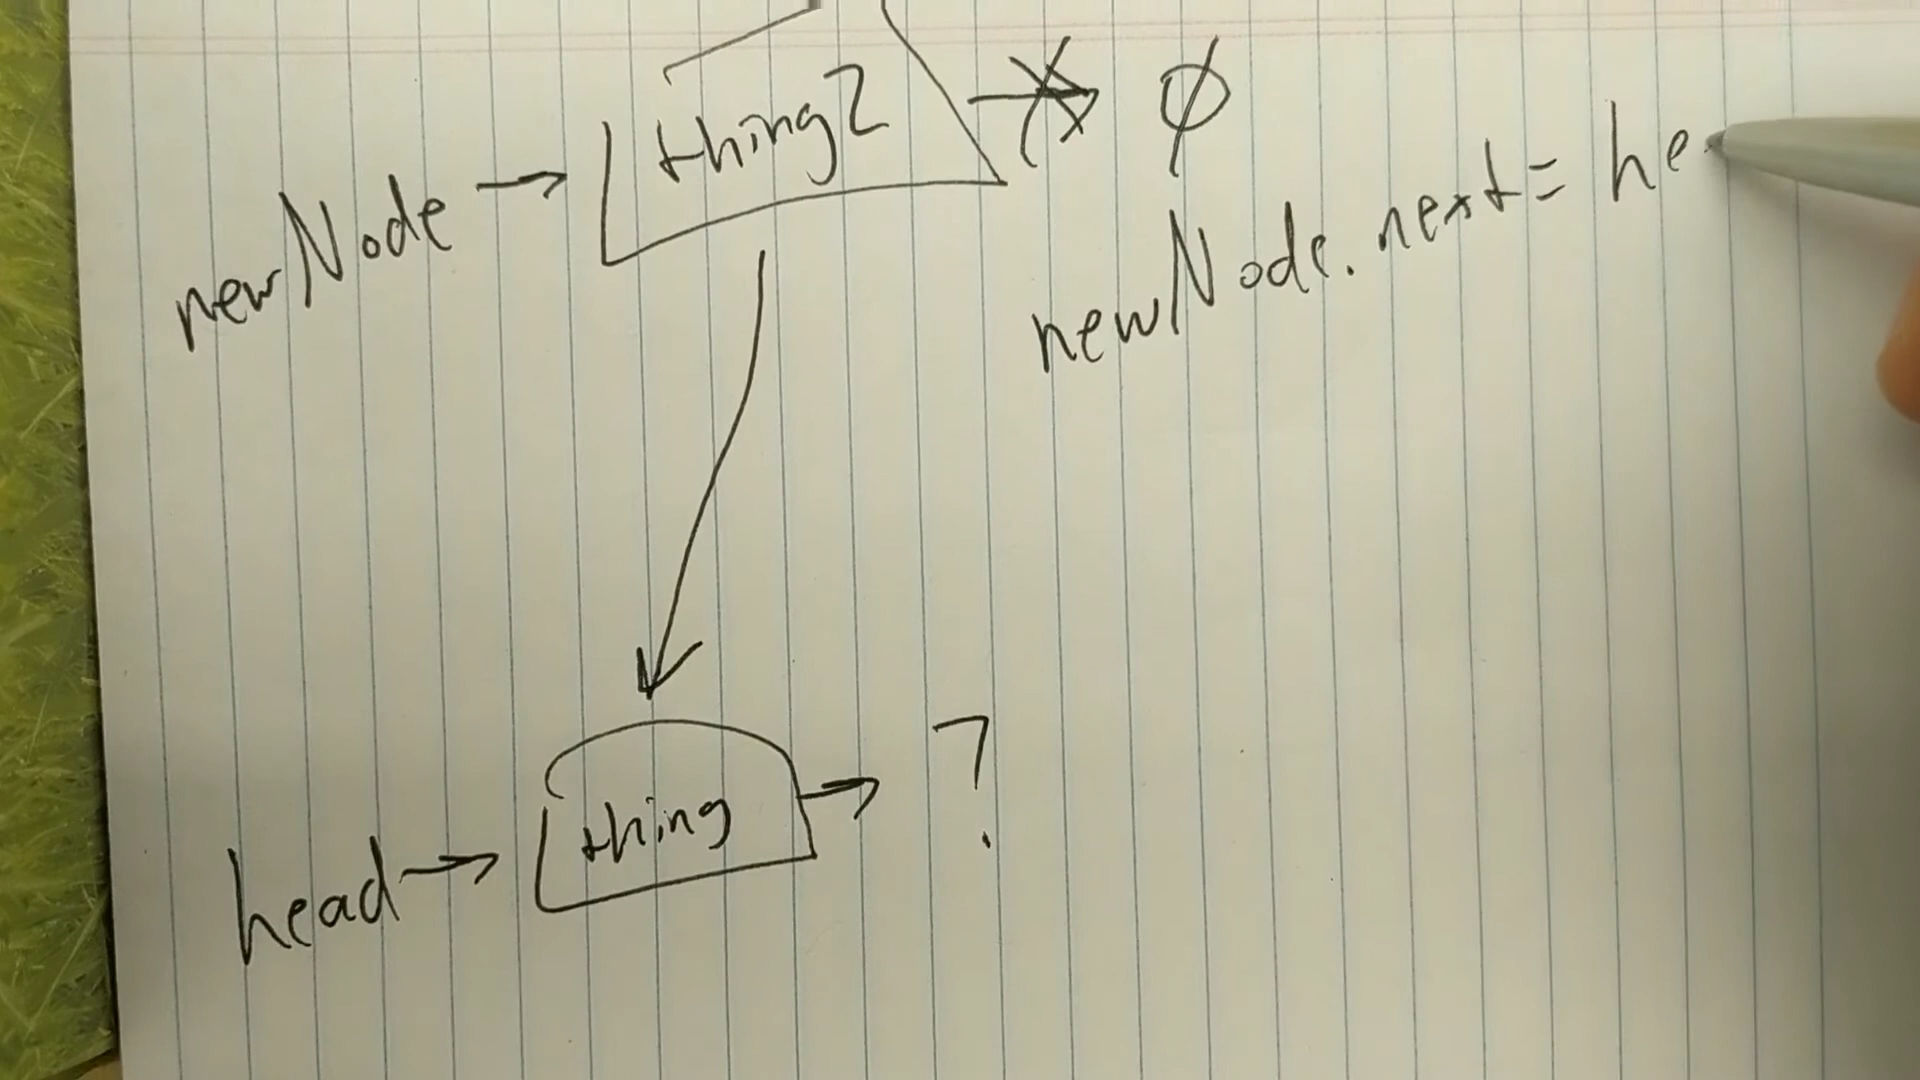 newNode → thing2 → ∅
newNode.next = he
head → thing → ?